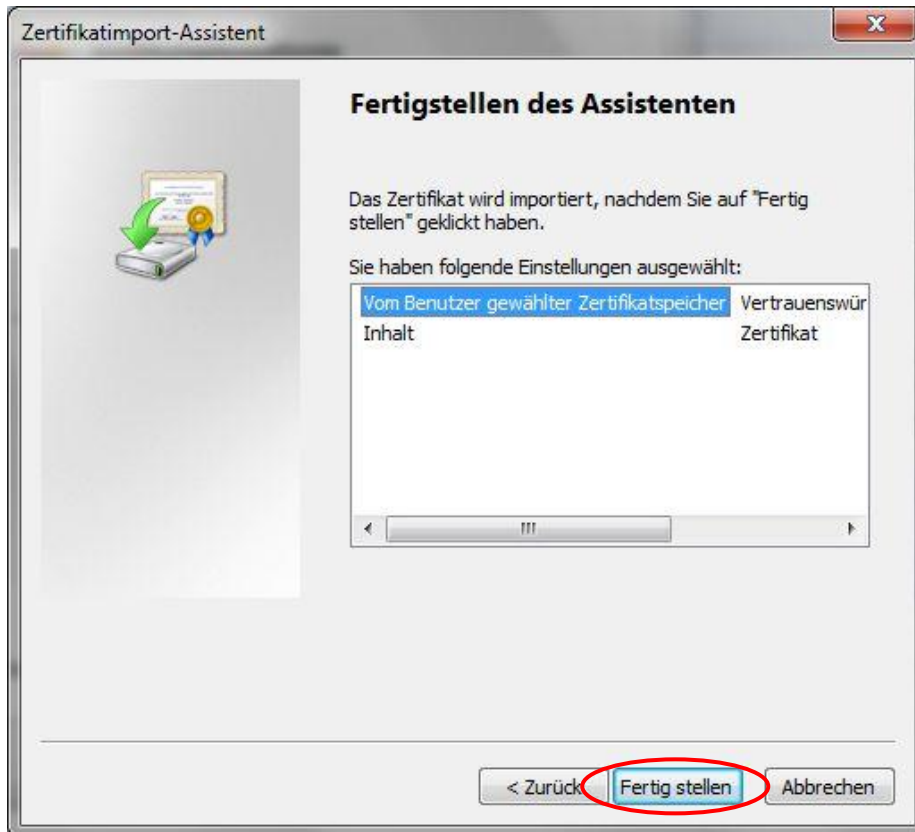 Zertifikatimport-Assistent
Fertigstellen des Assistenten
Das Zertifikat wird importiert, nachdem Sie auf "Fertig
stellen" geklickt haben.
Sie haben folgende Einstellungen ausgewählt:
Vom Benutzer gewählter Zertifikatspeicher Vertrauenswür
Inhalt Zertifikat
< Zurück Fertig stellen Abbrechen